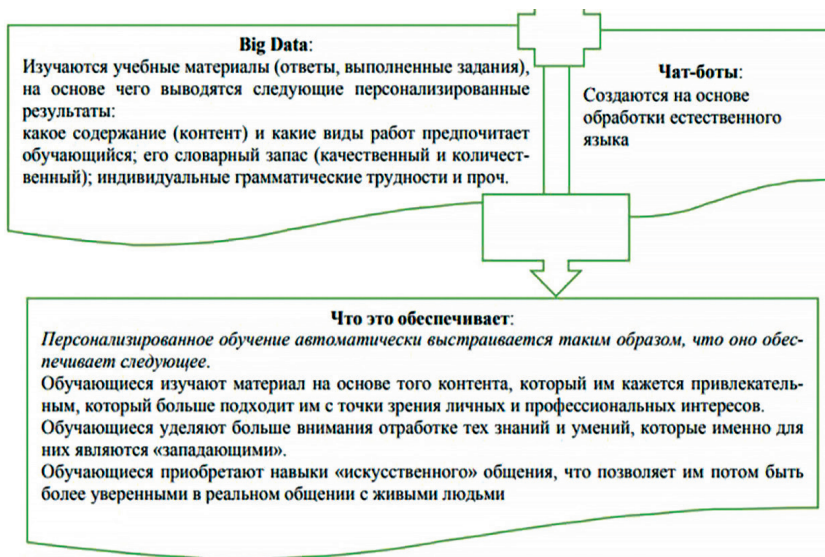 Big Data:
Изучаются учебные материалы (ответы, выполненные задания),
на основе чего выводятся следующие персонализированные
результаты:
какое содержание (контент) и какие виды работ предпочитает
обучающийся; его словарный запас (качественный и количест-
венный); индивидуальные грамматические трудности и проч.
Чат-боты:
Создаются на основе
обработки естественного
языка
Что это обеспечивает:
Персонализированное обучение автоматически выстраивается таким образом, что оно обес-
печивает следующее.
Обучающиеся изучают материал на основе того контента, который им кажется привлекатель-
ным, который больше подходит им с точки зрения личных и профессиональных интересов.
Обучающиеся уделяют больше внимания отработке тех знаний и умений, которые именно для
них являются «западающими».
Обучающиеся приобретают навыки «искусственного» общения, что позволяет им потом быть
более уверенными в реальном общении с живыми людьми